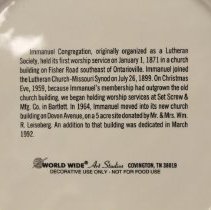 Immanuel Congregation, originally organized as a Lutheran
Society, held its first worship service on January 1, 1871 in a church
building on Fisher Road southeast of Ontarioville. Immanuel joined
the Lutheran Church-Missouri Synod on July 26, 1899. On Christmas
Eve, 1959, because Immanuel's membership had outgrown the old
church building, we began holding worship services at Set Screw &
Mfg. Co. in Bartlett. In 1964, Immanuel moved into its new church
building on Devon Avenue, on a 5 acre site donated by Mr. & Mrs. Wm.
R. Leiseberg. An addition to that building was dedicated in March
1992.
WORLD WIDE Art Studios COVINGTON, TN 38019
DECORATIVE USE ONLY - NOT FOR FOOD USE